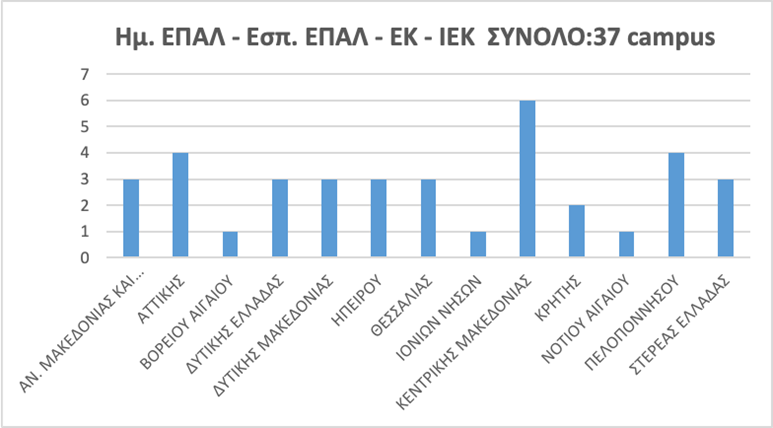 Ημ. ΕΠΑΛ - Εσπ. ΕΠΑΛ - ΕΚ - ΙΕΚ ΣΥΝΟΛΟ:37 campus
7
6
5
4
3
2
1
0
ΑΝ. ΜΑΚΕΔΟΝΙΑΣ ΚΑΙ...
ΑΤΤΙΚΗΣ
ΒΟΡΕΙΟΥ ΑΙΓΑΙΟΥ
ΔΥΤΙΚΗΣ ΕΛΛΑΔΑΣ
ΔΥΤΙΚΗΣ ΜΑΚΕΔΟΝΙΑΣ
ΗΠΕΙΡΟΥ
ΘΕΣΣΑΛΙΑΣ
ΙΟΝΙΩΝ ΝΗΣΩΝ
ΚΕΝΤΡΙΚΗΣ ΜΑΚΕΔΟΝΙΑΣ
ΚΡΗΤΗΣ
ΝΟΤΙΟΥ ΑΙΓΑΙΟΥ
ΠΕΛΟΠΟΝΝΗΣΟΥ
ΣΤΕΡΕΑΣ ΕΛΛΑΔΑΣ